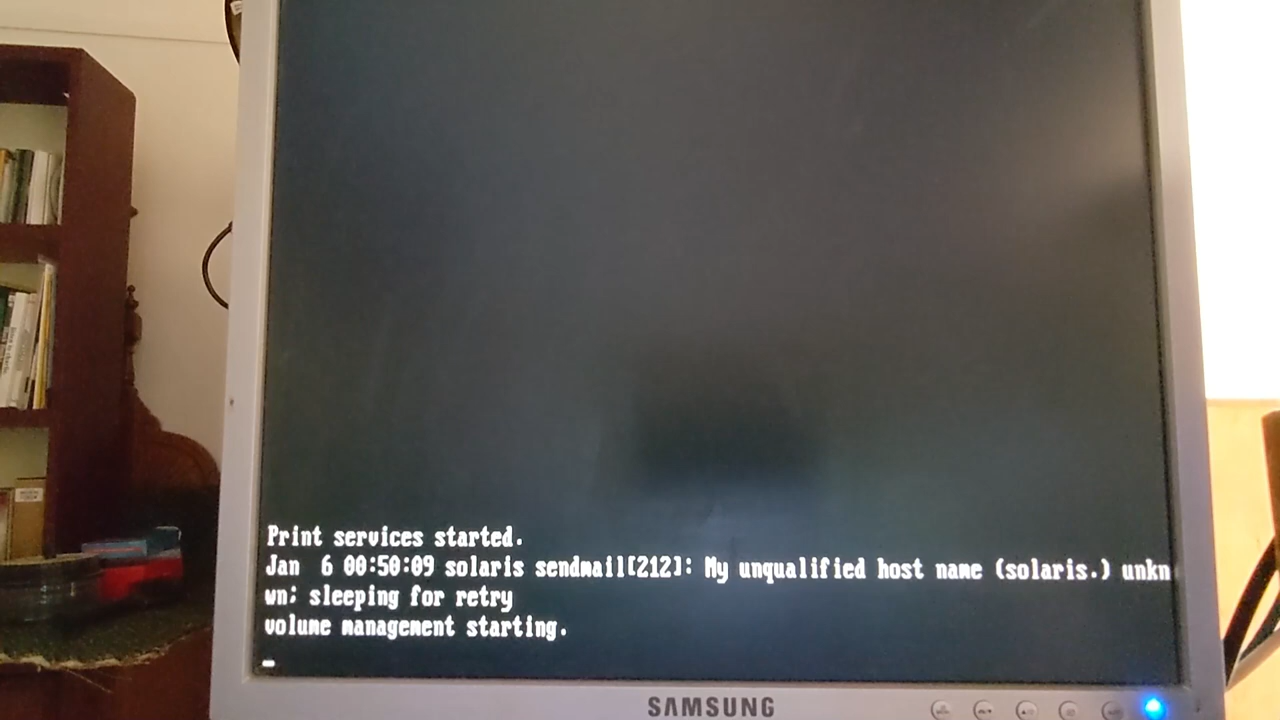 Print services started.
Jan  6 00:50:09 solaris sendmail[212]: My unqualified host name (solaris.) unkn
wn; sleeping for retry
volume management starting.
SAMSUNG